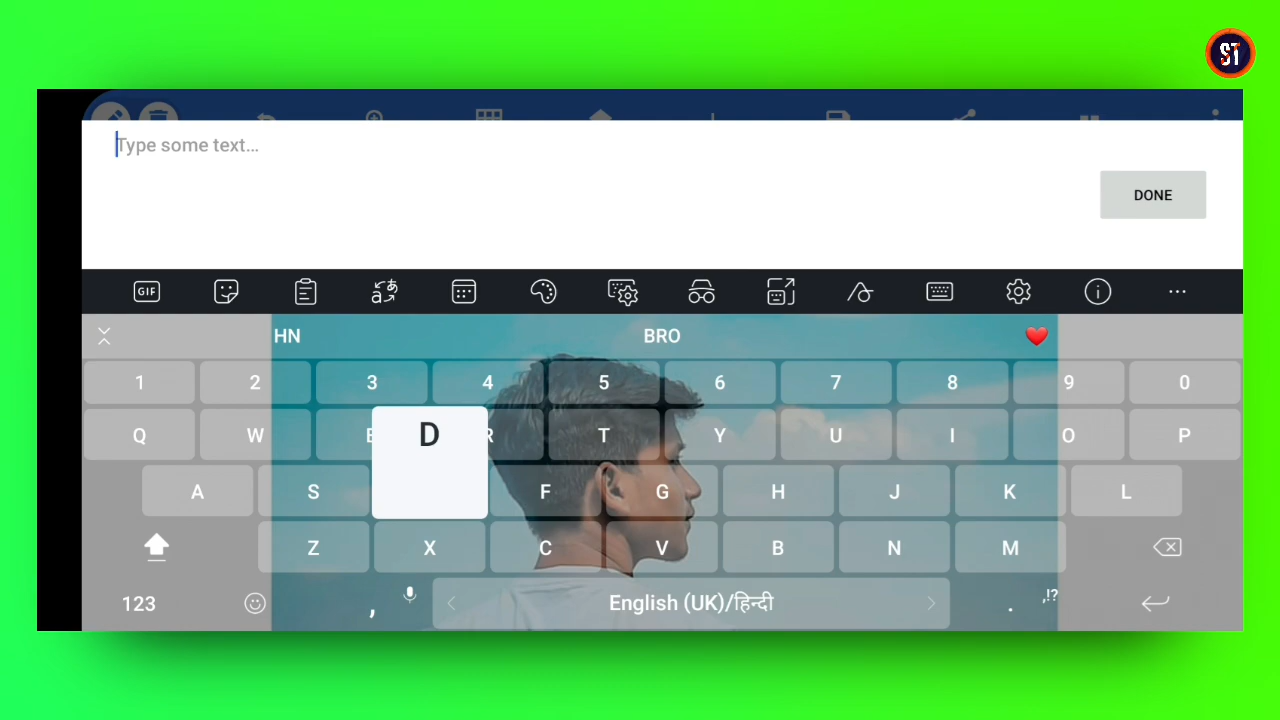 ST
Type some text...
DONE
GIF
HN BRO
1 2 3 4 5 6 7 8 9 0
Q W E R T Y U I O P
D
A S F G H J K L
Z X C V B N M
123 , English (UK)/हिन्दी . ,!?